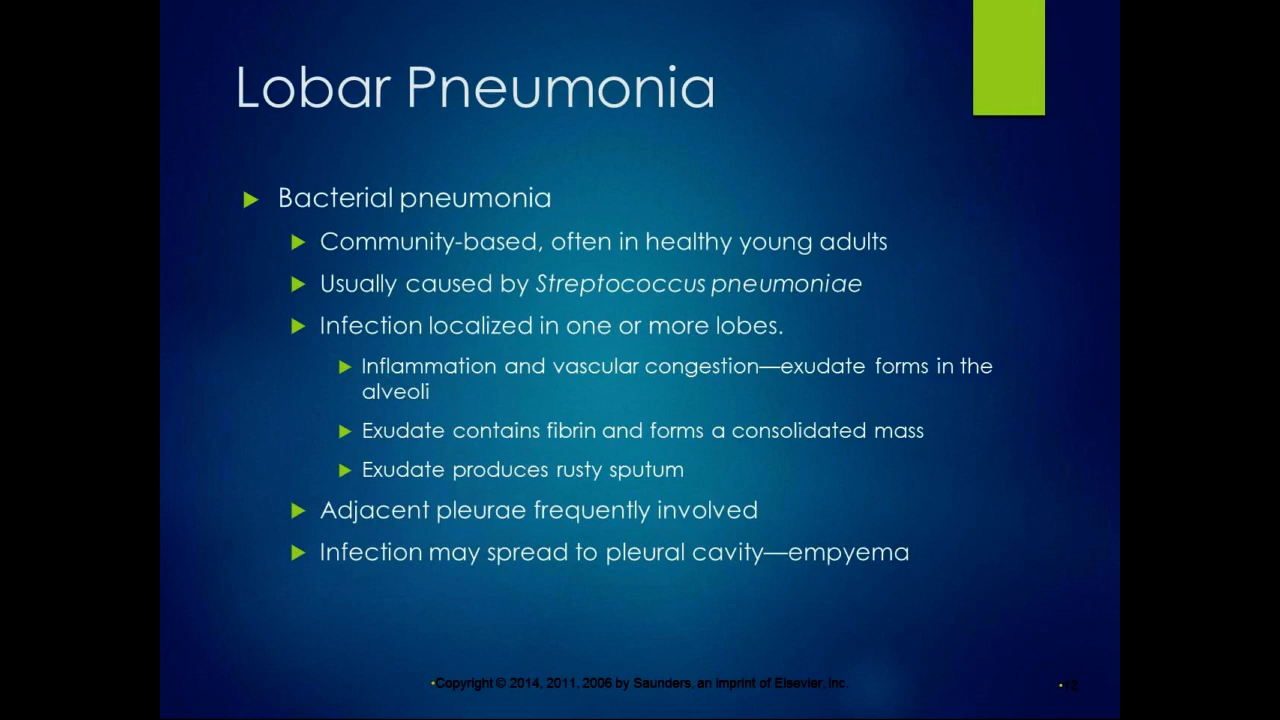 Lobar Pneumonia
Bacterial pneumonia
Community-based, often in healthy young adults
Usually caused by Streptococcus pneumoniae
Infection localized in one or more lobes.
Inflammation and vascular congestion—exudate forms in the
alveoli
Exudate contains fibrin and forms a consolidated mass
Exudate produces rusty sputum
Adjacent pleurae frequently involved
Infection may spread to pleural cavity—empyema
•Copyright © 2014, 2011, 2006 by Saunders, an imprint of Elsevier, Inc.